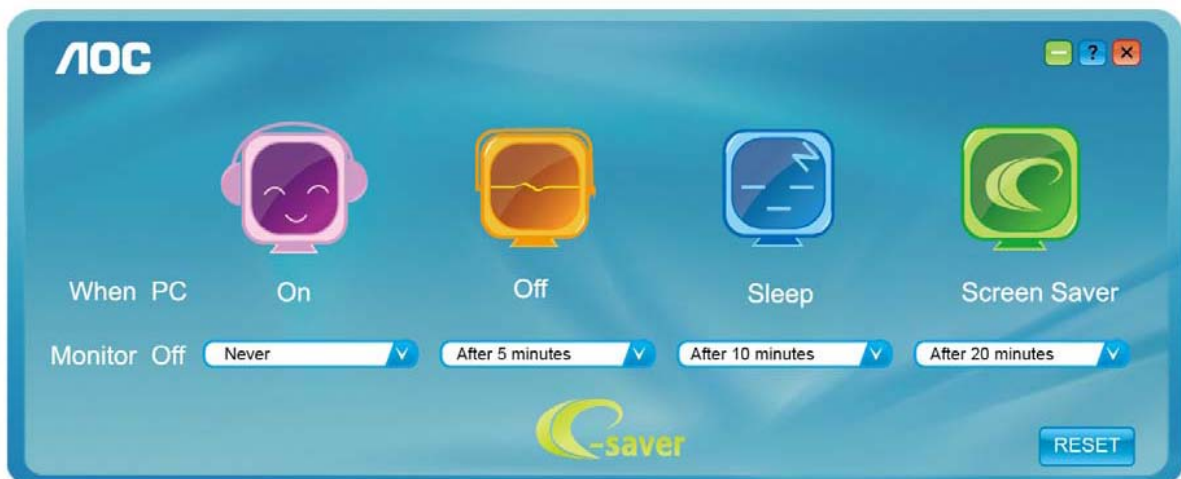 AOC
?
When PC On Off Sleep Screen Saver
Monitor Off Never After 5 minutes After 10 minutes After 20 minutes
e-saver
RESET